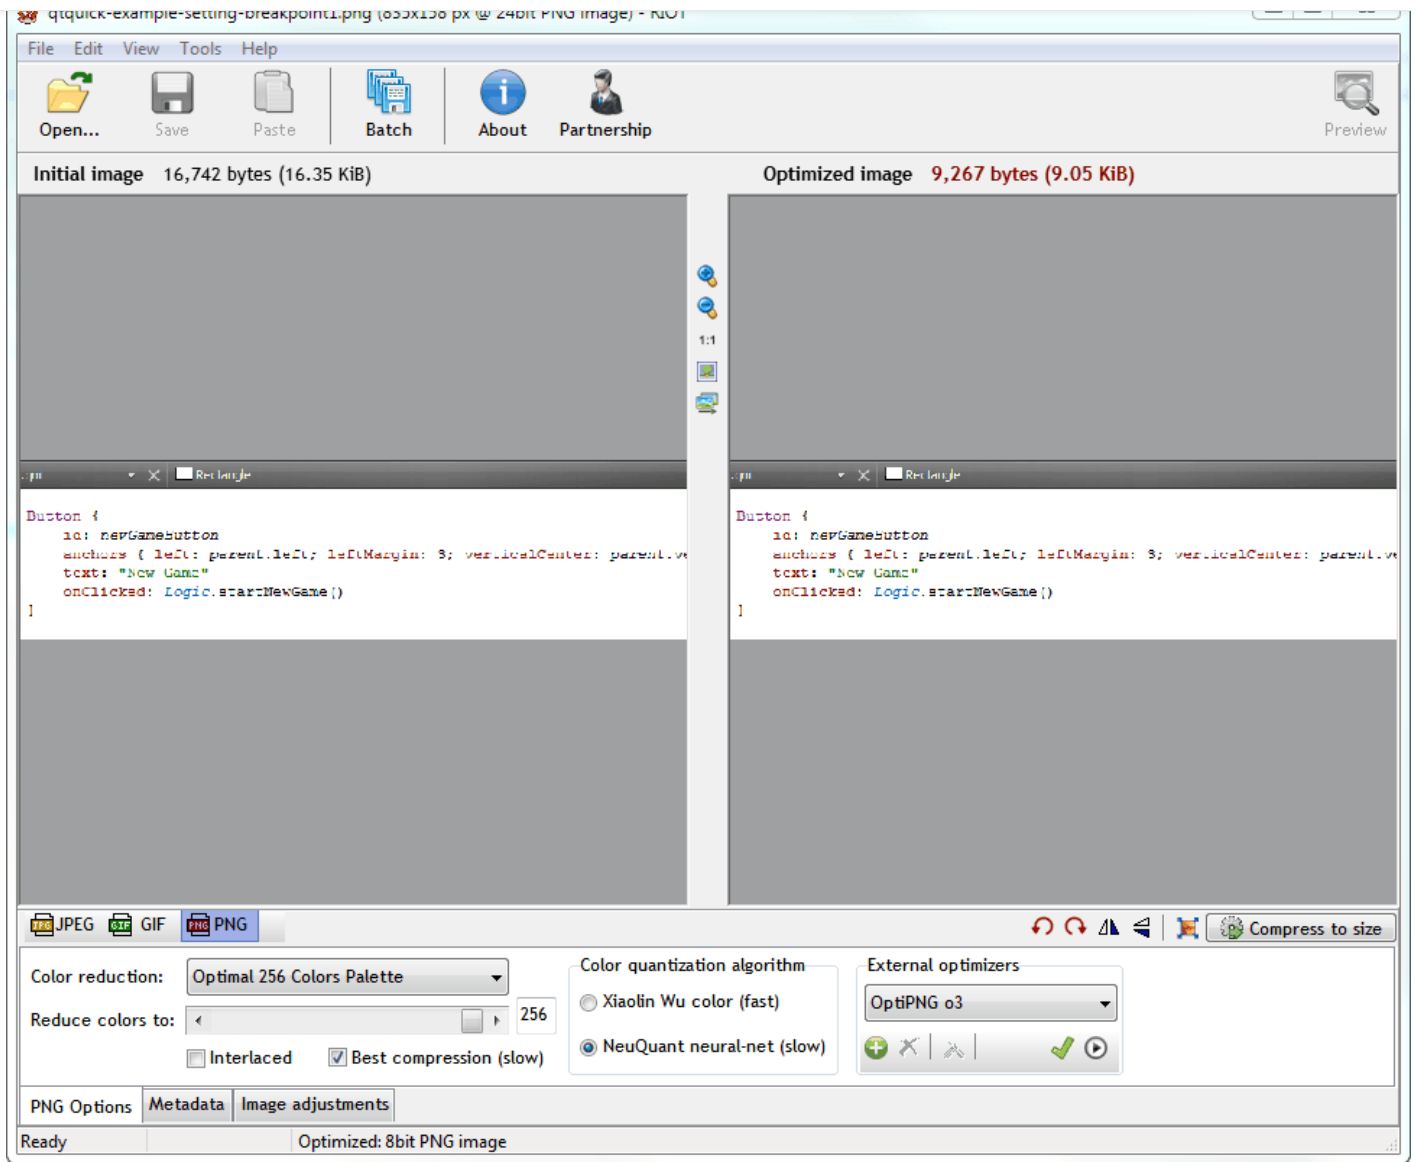 qtquick-example-setting-breakpoint1.png (835x158 px @ 24bit PNG image) - RIOT
File Edit View Tools Help
Open... Save Paste Batch About Partnership Preview
Initial image 16,742 bytes (16.35 KiB) Optimized image 9,267 bytes (9.05 KiB)
1:1
Rectangle Rectangle
Button { Button {
id: newGameButton id: newGameButton
anchors { left: parent.left; leftMargin: 3; verticalCenter: parent.ve anchors { left: parent.left; leftMargin: 3; verticalCenter: parent.ve
text: "New Game" text: "New Game"
onClicked: Logic.startNewGame() onClicked: Logic.startNewGame()
} }
JPEG GIF PNG Compress to size
Color reduction: Optimal 256 Colors Palette Color quantization algorithm External optimizers
Reduce colors to: 256 Xiaolin Wu color (fast) OptiPNG o3
Interlaced Best compression (slow) NeuQuant neural-net (slow)
PNG Options Metadata Image adjustments
Ready Optimized: 8bit PNG image